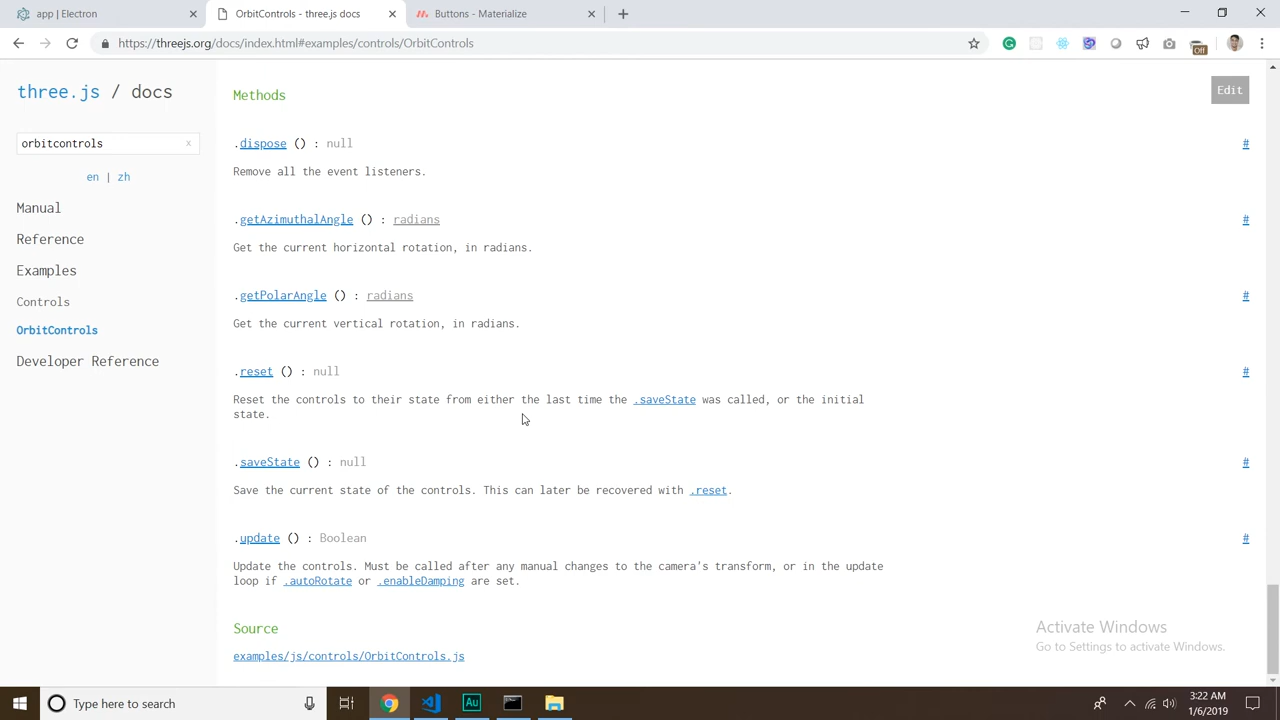 app | Electron
OrbitControls - three.js docs
Buttons - Materialize
https://threejs.org/docs/index.html#examples/controls/OrbitControls
Off
three.js / docs
orbitcontrols x
en | zh
Manual
Reference
Examples
Controls
OrbitControls
Developer Reference
Methods
Edit
.dispose () : null #
Remove all the event listeners.
.getAzimuthalAngle () : radians #
Get the current horizontal rotation, in radians.
.getPolarAngle () : radians #
Get the current vertical rotation, in radians.
.reset () : null #
Reset the controls to their state from either the last time the .saveState was called, or the initial
state.
.saveState () : null #
Save the current state of the controls. This can later be recovered with .reset.
.update () : Boolean #
Update the controls. Must be called after any manual changes to the camera's transform, or in the update
loop if .autoRotate or .enableDamping are set.
Source
examples/js/controls/OrbitControls.js
Activate Windows
Go to Settings to activate Windows.
Type here to search
Au
3:22 AM
1/6/2019